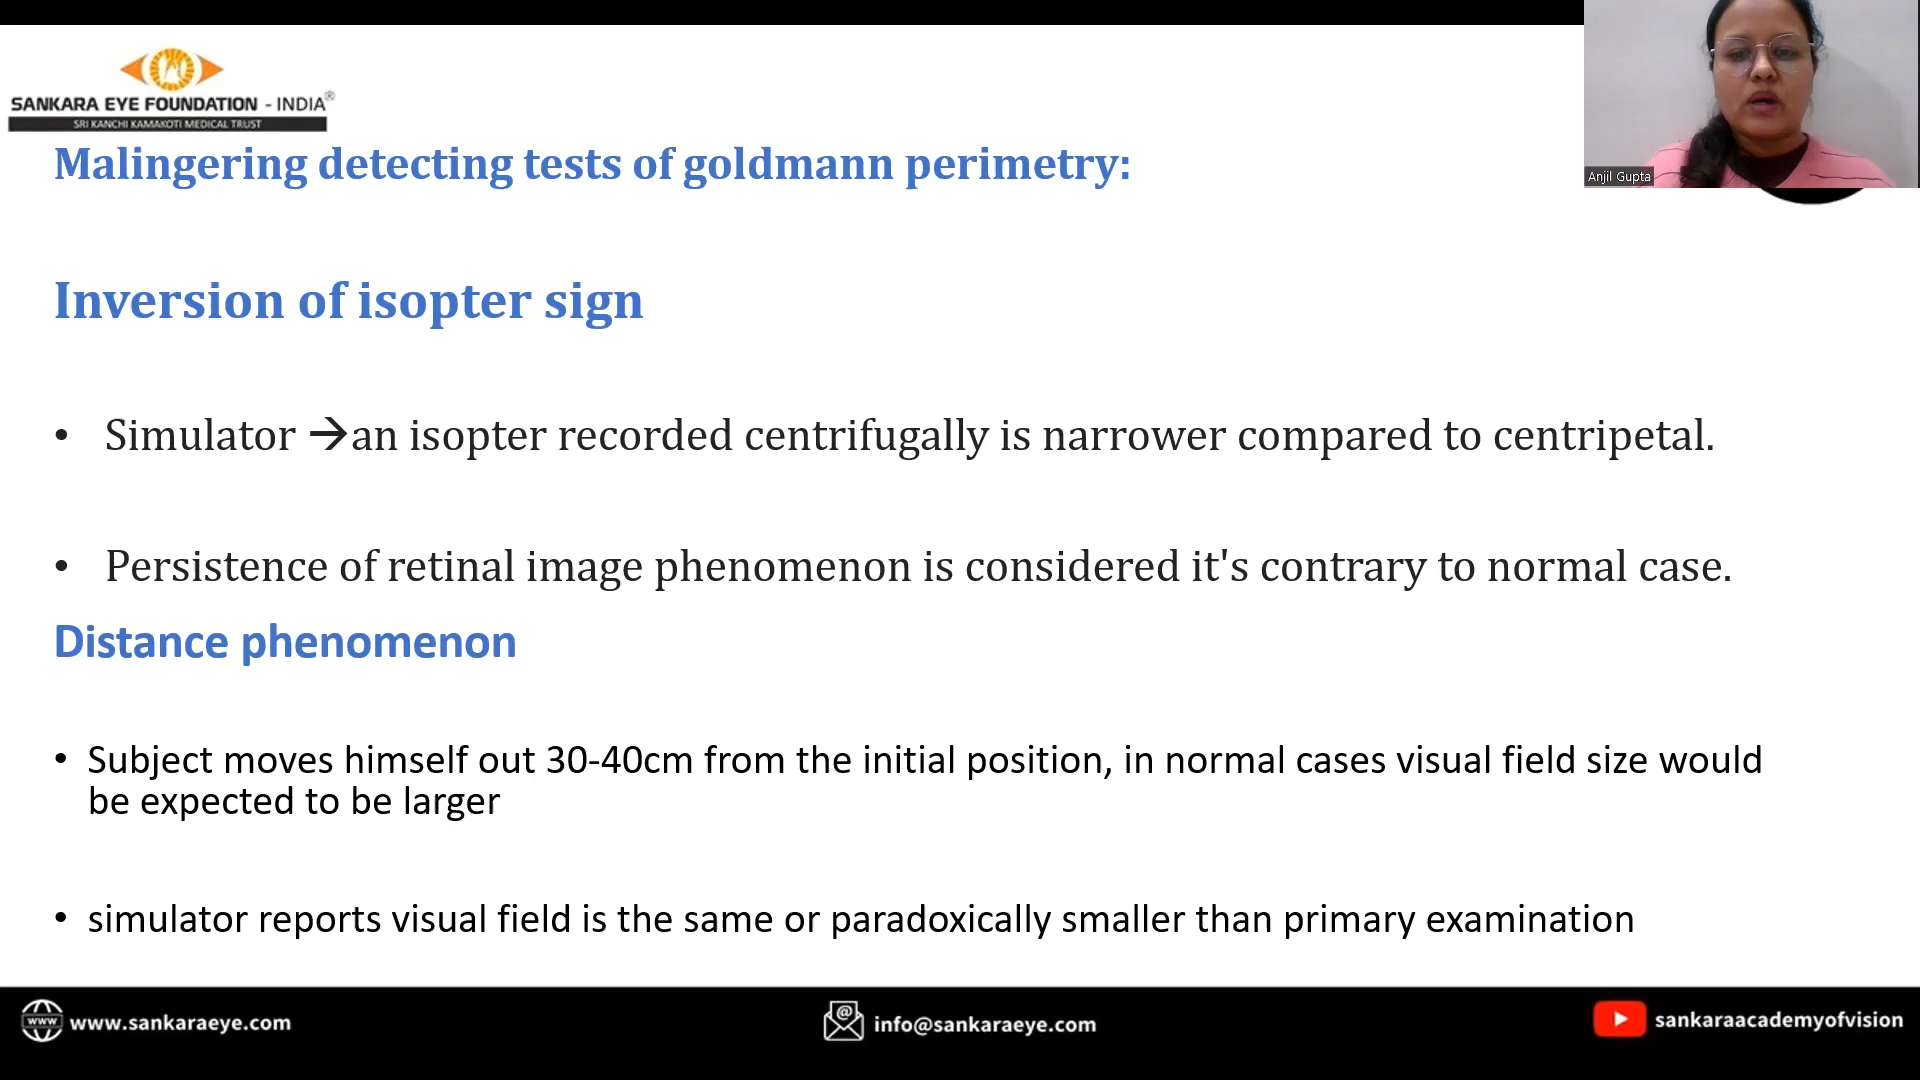 SANKARA EYE FOUNDATION - INDIA®
SRI KANCHI KAMAKOTI MEDICAL TRUST
Anjil Gupta
Malingering detecting tests of goldmann perimetry:
Inversion of isopter sign
• Simulator →an isopter recorded centrifugally is narrower compared to centripetal.
• Persistence of retinal image phenomenon is considered it's contrary to normal case.
Distance phenomenon
• Subject moves himself out 30-40cm from the initial position, in normal cases visual field size would
be expected to be larger
• simulator reports visual field is the same or paradoxically smaller than primary examination
www www.sankaraeye.com
@ info@sankaraeye.com
sankaraacademyofvision